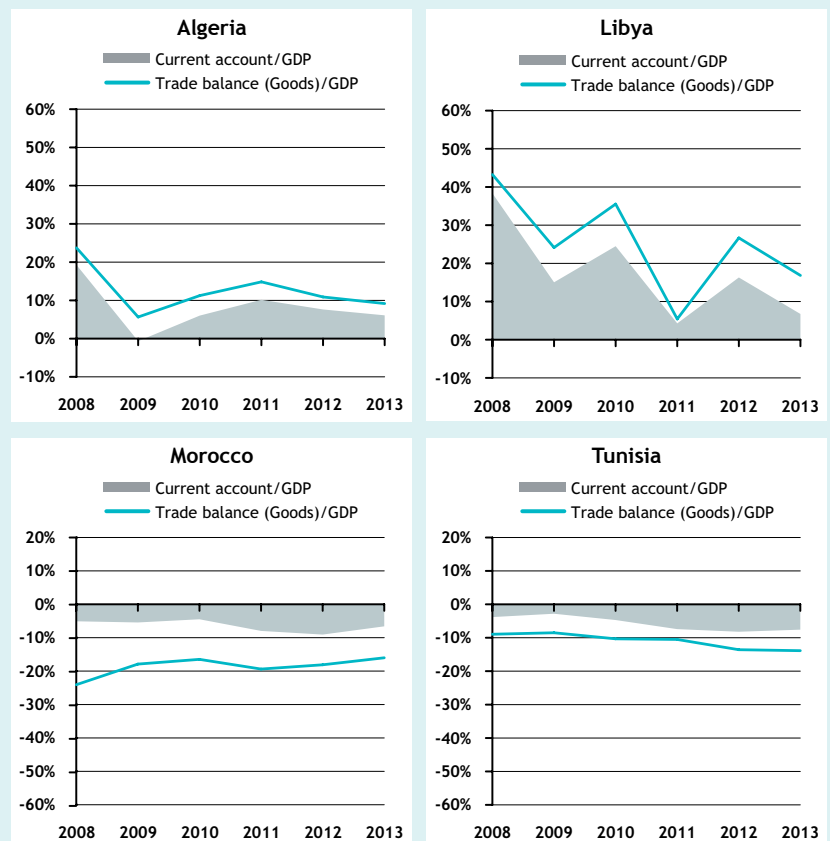 Algeria
Current account/GDP
Trade balance (Goods)/GDP
60%
50%
40%
30%
20%
10%
0%
-10%
2008 2009 2010 2011 2012 2013
Libya
Current account/GDP
Trade balance (Goods)/GDP
60%
50%
40%
30%
20%
10%
0%
-10%
2008 2009 2010 2011 2012 2013
Morocco
Current account/GDP
Trade balance (Goods)/GDP
20%
10%
0%
-10%
-20%
-30%
-40%
-50%
-60%
2008 2009 2010 2011 2012 2013
Tunisia
Current account/GDP
Trade balance (Goods)/GDP
20%
10%
0%
-10%
-20%
-30%
-40%
-50%
-60%
2008 2009 2010 2011 2012 2013